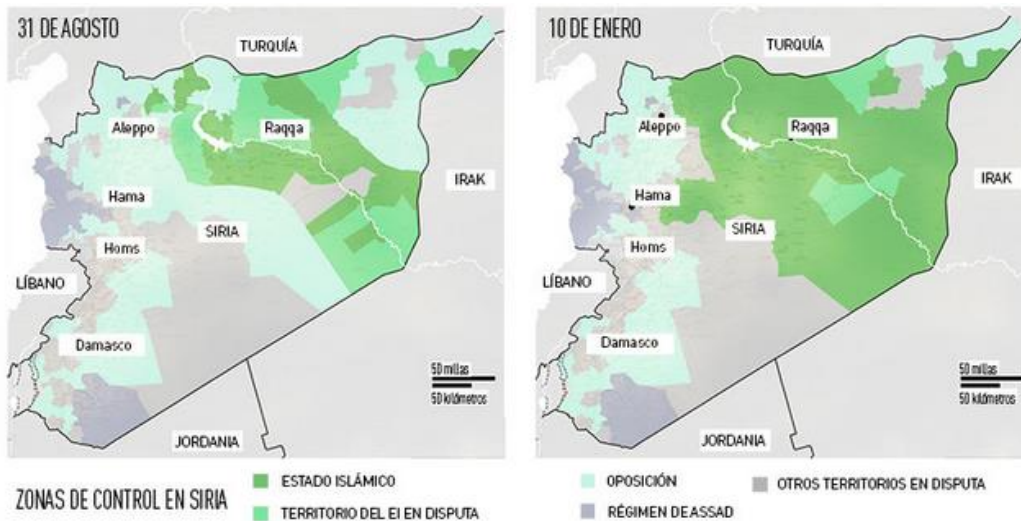 31 DE AGOSTO
TURQUÍA
Aleppo
Raqqa
Hama
IRAK
SIRIA
Homs
LÍBANO
Damasco
50 millas
50 kilómetros
JORDANIA
10 DE ENERO
TURQUÍA
Aleppo
Raqqa
Hama
IRAK
SIRIA
Homs
LÍBANO
Damasco
50 millas
50 kilómetros
JORDANIA
ZONAS DE CONTROL EN SIRIA
ESTADO ISLÁMICO
TERRITORIO DEL EI EN DISPUTA
OPOSICIÓN
RÉGIMEN DE ASSAD
OTROS TERRITORIOS EN DISPUTA